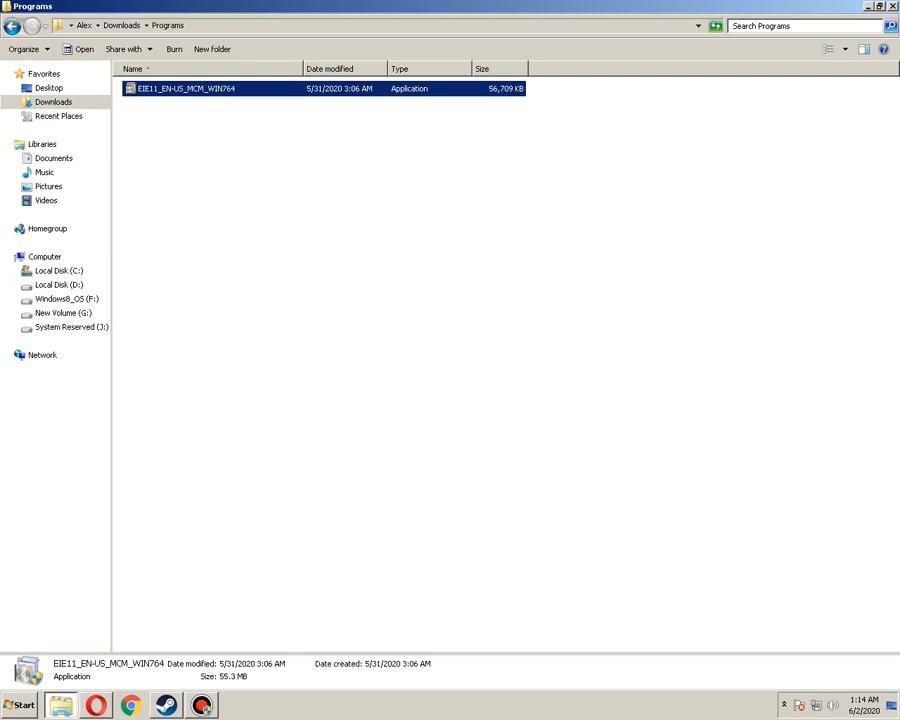 Programs
Alex Downloads Programs
Search Programs
Organize Open Share with Burn New folder
Name Date modified Type Size
EIE11_EN-US_MCM_WIN764 5/31/2020 3:06 AM Application 56,709 KB
Favorites
Desktop
Downloads
Recent Places
Libraries
Documents
Music
Pictures
Videos
Homegroup
Computer
Local Disk (C:)
Local Disk (D:)
Windows8_OS (F:)
New Volume (G:)
System Reserved (J:)
Network
EIE11_EN-US_MCM_WIN764 Date modified: 5/31/2020 3:06 AM Date created: 5/31/2020 3:06 AM
Application Size: 55.3 MB
Start
1:14 AM
6/2/2020